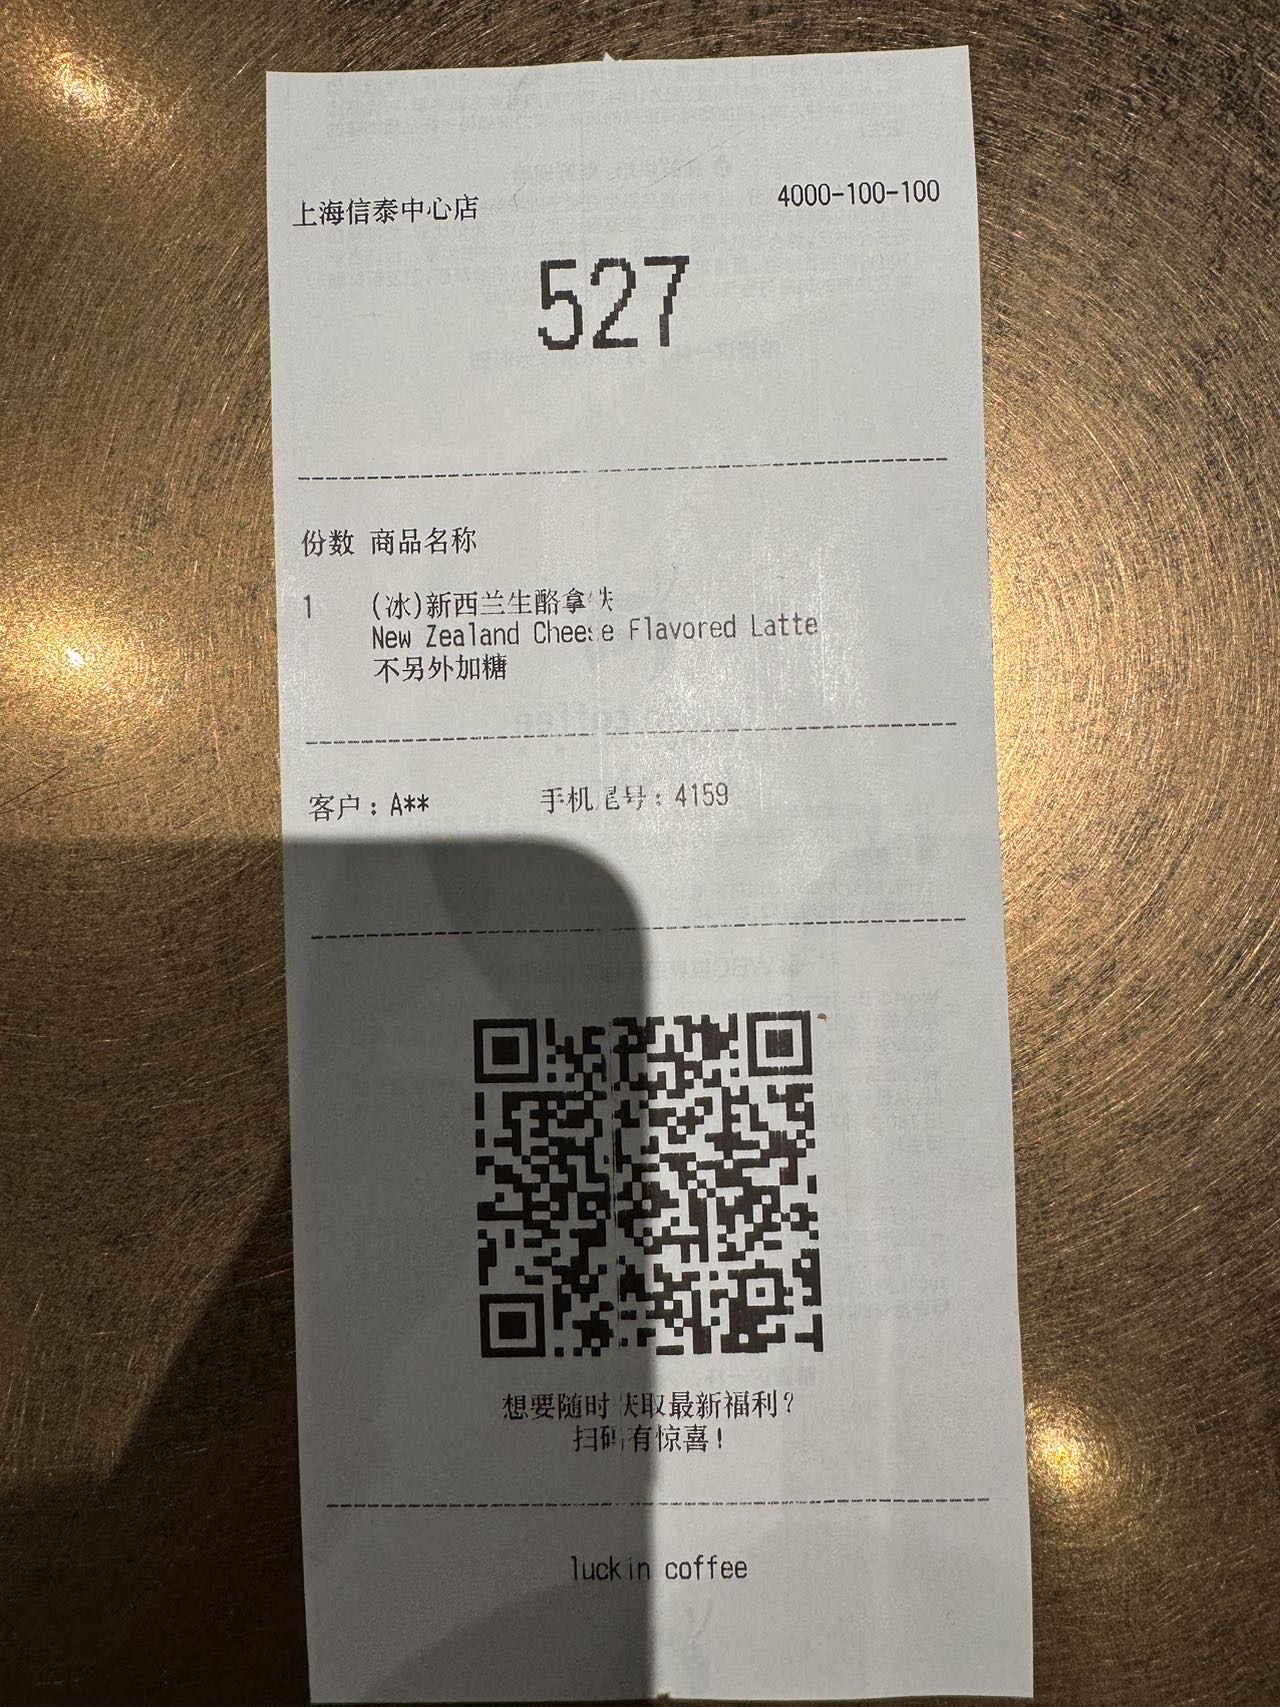 上海信泰中心店 4000-100-100
527
份数 商品名称
1 (冰)新西兰生酪拿铁
New Zealand Cheese Flavored Latte
不另外加糖
客户：A** 手机尾号：4159
想要随时获取最新福利？
扫码有惊喜！
luckin coffee